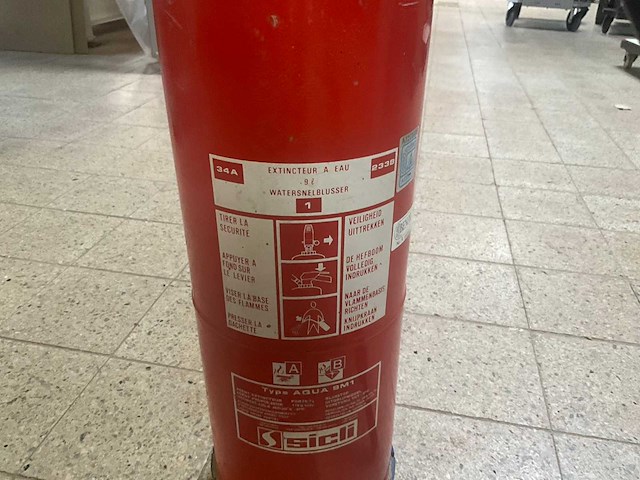 34A
EXTINCTEUR A EAU
233B
9 ℓ
WATERSNELBLUSSER
1
TIRER LA
SECURITE
APPUYER A
FOND SUR
LE LEVIER
VISER LA BASE
DES FLAMMES
PRESSER LA
GACHETTE
VEILIGHEID
UITTREKKEN
DE HEFBOOM
VOLLEDIG
INDRUKKEN
NAAR DE
VLAMMENBASIS
RICHTEN
KNIJPKRAAN
INDRUKKEN
A
B
Type AQUA 9M1
sicli